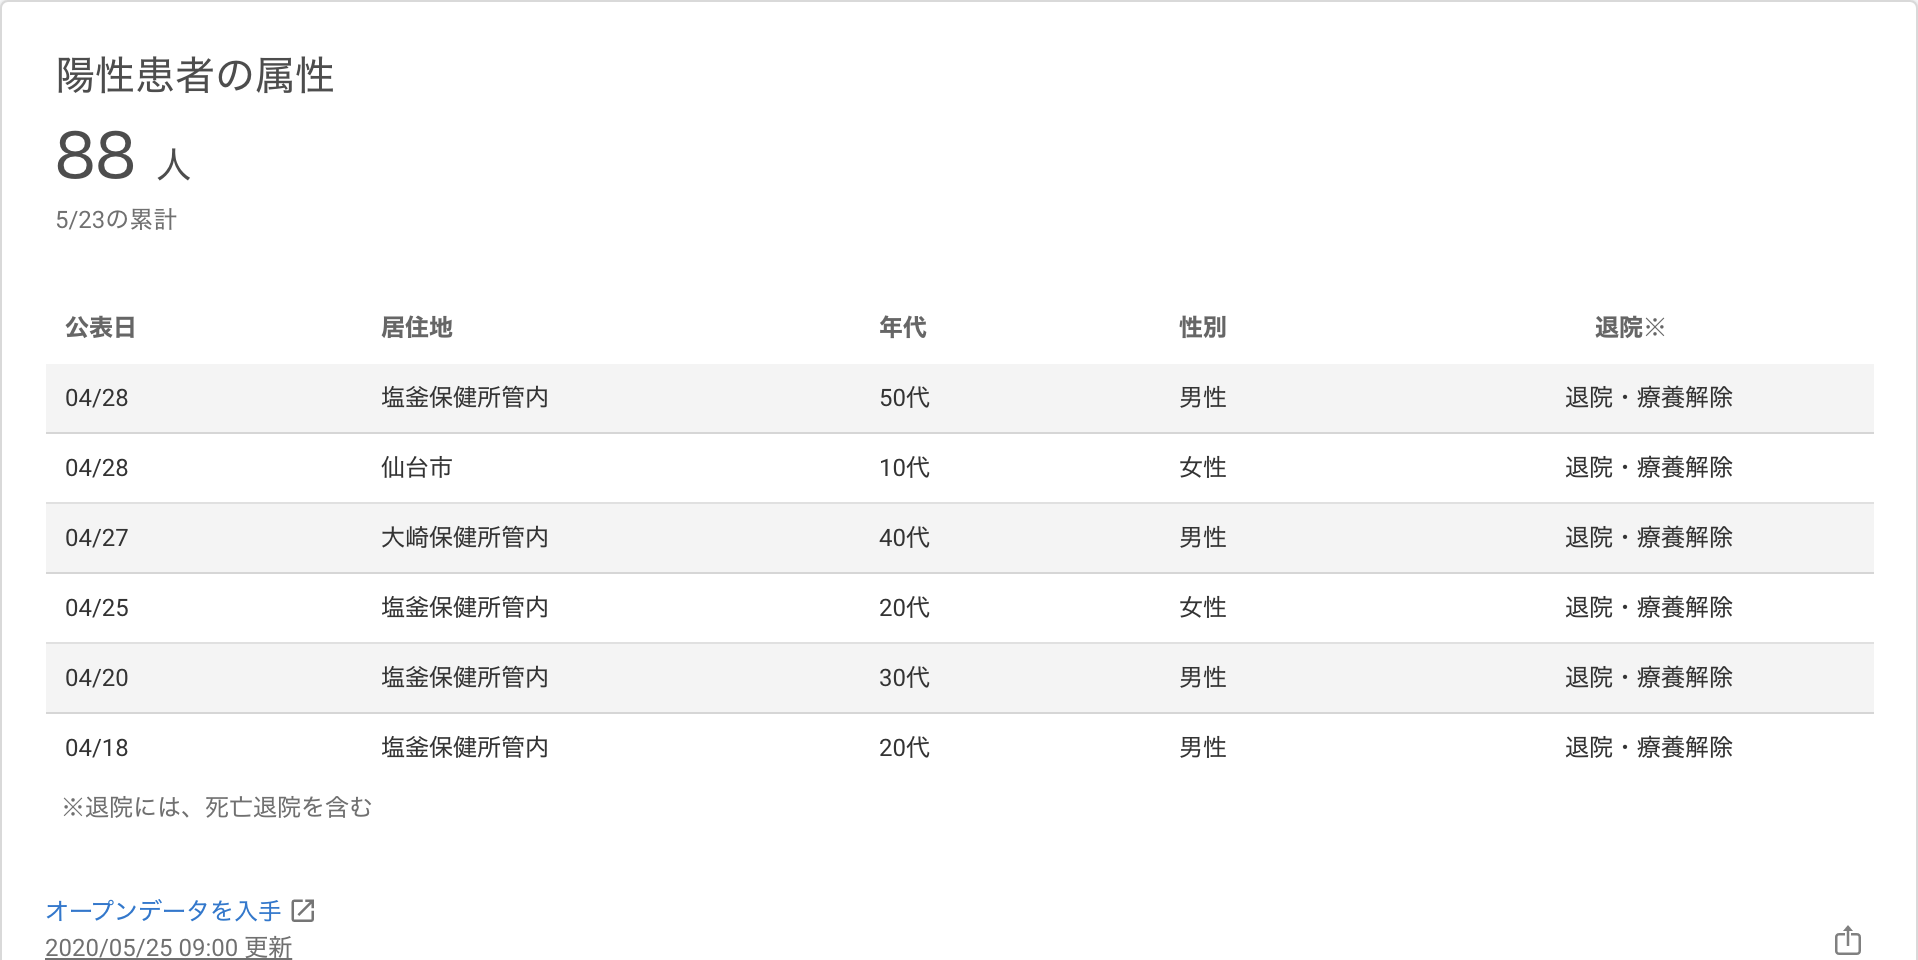 陽性患者の属性
88 人
5/23の累計
公表日 居住地 年代 性別 退院※
04/28 塩釜保健所管内 50代 男性 退院・療養解除
04/28 仙台市 10代 女性 退院・療養解除
04/27 大崎保健所管内 40代 男性 退院・療養解除
04/25 塩釜保健所管内 20代 女性 退院・療養解除
04/20 塩釜保健所管内 30代 男性 退院・療養解除
04/18 塩釜保健所管内 20代 男性 退院・療養解除
※退院には、死亡退院を含む
オープンデータを入手
2020/05/25 09:00 更新